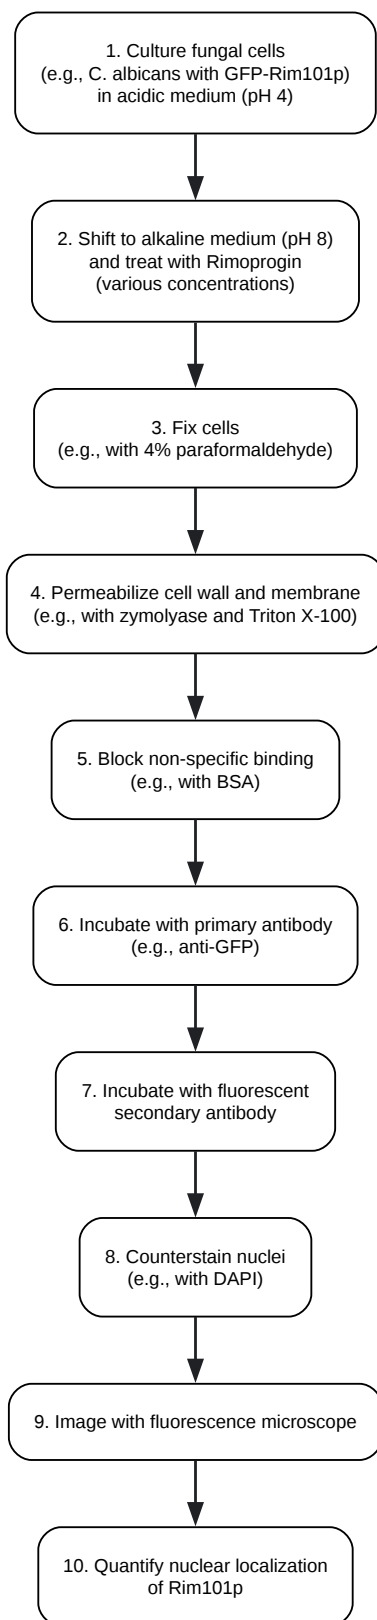 1. Culture fungal cells
(e.g., C. albicans with GFP-Rim101p)
in acidic medium (pH 4)
2. Shift to alkaline medium (pH 8)
and treat with Rimoprogin
(various concentrations)
3. Fix cells
(e.g., with 4% paraformaldehyde)
4. Permeabilize cell wall and membrane
(e.g., with zymolyase and Triton X-100)
5. Block non-specific binding
(e.g., with BSA)
6. Incubate with primary antibody
(e.g., anti-GFP)
7. Incubate with fluorescent
secondary antibody
8. Counterstain nuclei
(e.g., with DAPI)
9. Image with fluorescence microscope
10. Quantify nuclear localization
of Rim101p